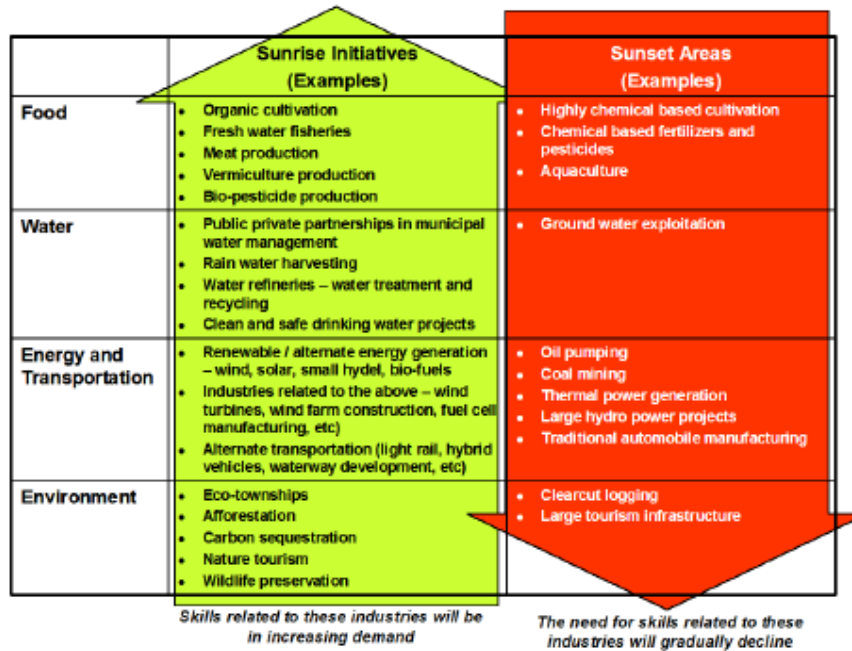 Sunrise Initiatives
(Examples)
Sunset Areas
(Examples)
Food
• Organic cultivation
• Fresh water fisheries
• Meat production
• Vermiculture production
• Bio-pesticide production
• Highly chemical based cultivation
• Chemical based fertilizers and
pesticides
• Aquaculture
Water
• Public private partnerships in municipal
water management
• Rain water harvesting
• Water refineries – water treatment and
recycling
• Clean and safe drinking water projects
• Ground water exploitation
Energy and
Transportation
• Renewable / alternate energy generation
– wind, solar, small hydel, bio-fuels
• Industries related to the above – wind
turbines, wind farm construction, fuel cell
manufacturing, etc)
• Alternate transportation (light rail, hybrid
vehicles, waterway development, etc)
• Oil pumping
• Coal mining
• Thermal power generation
• Large hydro power projects
• Traditional automobile manufacturing
Environment
• Eco-townships
• Afforestation
• Carbon sequestration
• Nature tourism
• Wildlife preservation
• Clearcut logging
• Large tourism infrastructure
Skills related to these industries will be
in increasing demand
The need for skills related to these
industries will gradually decline